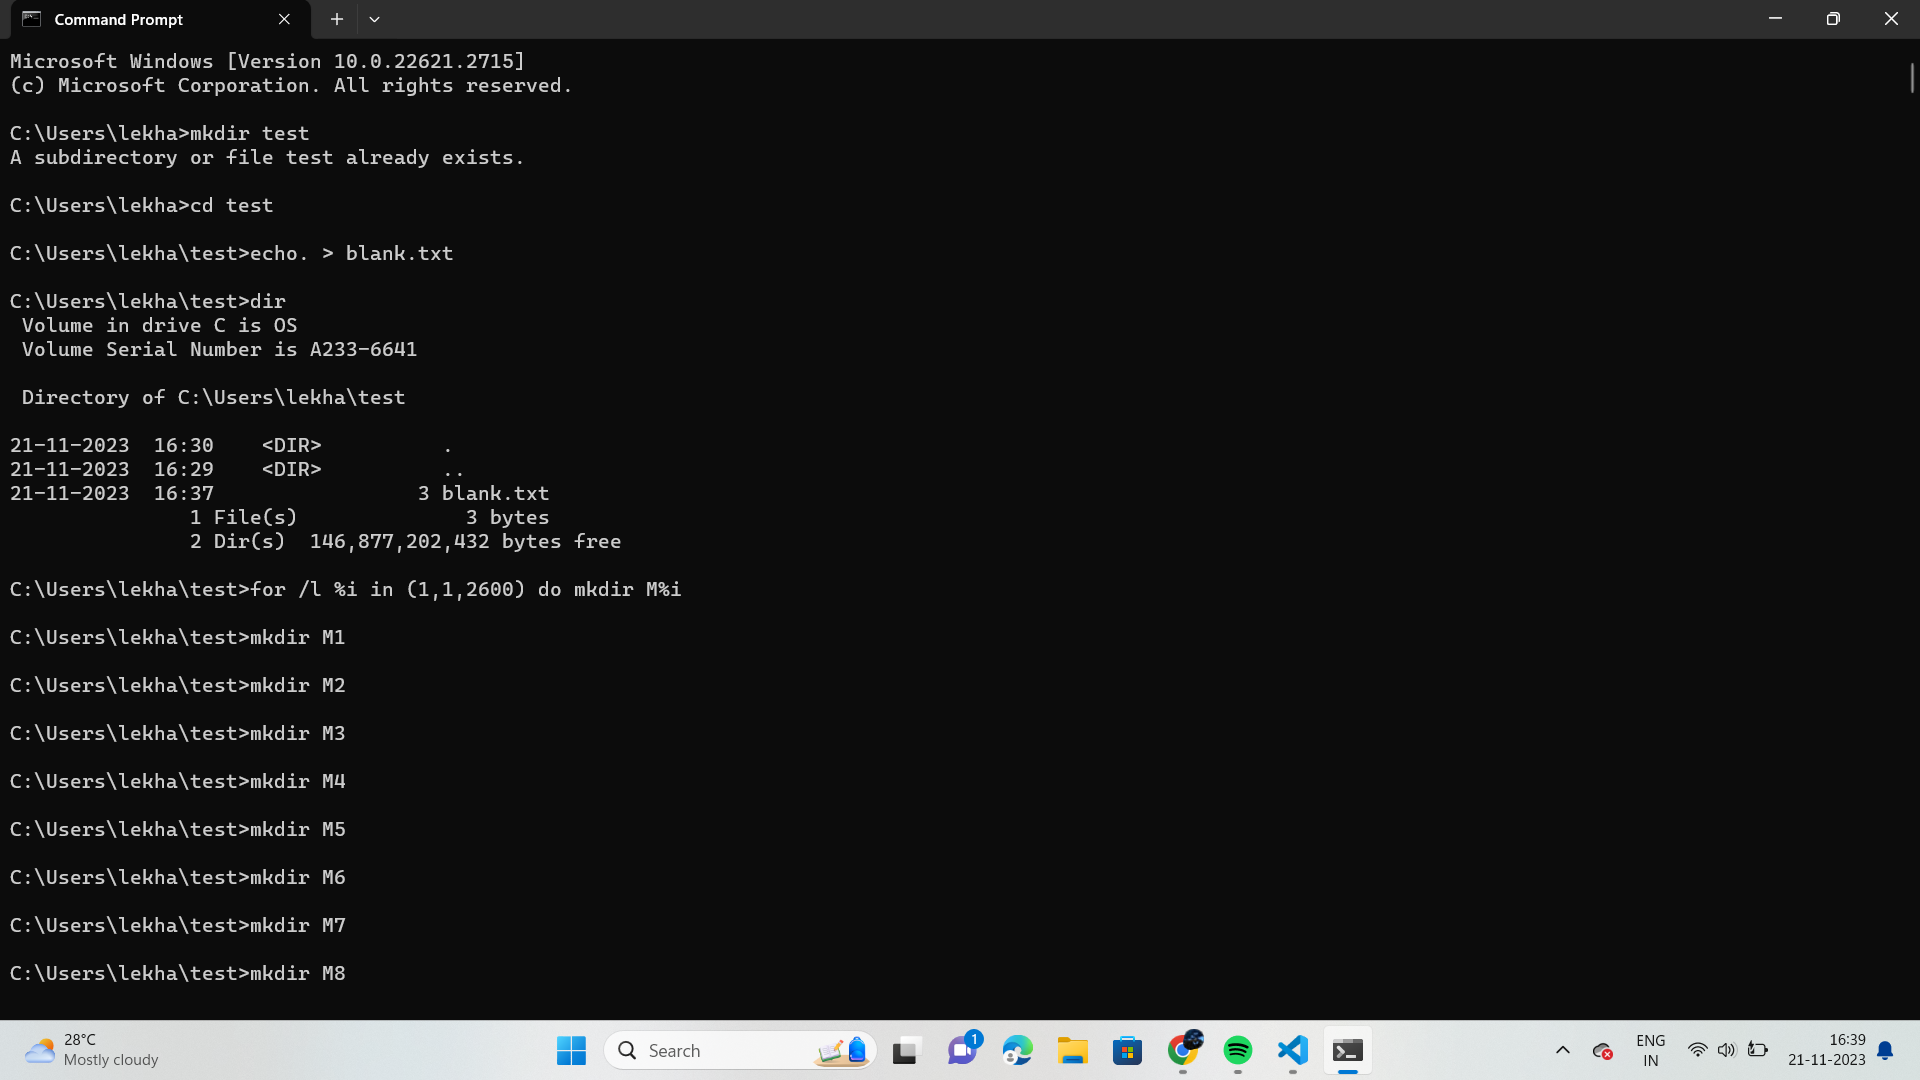 Command Prompt
Microsoft Windows [Version 10.0.22621.2715]
(c) Microsoft Corporation. All rights reserved.
C:\Users\lekha>mkdir test
A subdirectory or file test already exists.
C:\Users\lekha>cd test
C:\Users\lekha\test>echo. > blank.txt
C:\Users\lekha\test>dir
 Volume in drive C is OS
 Volume Serial Number is A233-6641
 Directory of C:\Users\lekha\test
21-11-2023  16:30    <DIR>          .
21-11-2023  16:29    <DIR>          ..
21-11-2023  16:37                 3 blank.txt
               1 File(s)              3 bytes
               2 Dir(s)  146,877,202,432 bytes free
C:\Users\lekha\test>for /l %i in (1,1,2600) do mkdir M%i
C:\Users\lekha\test>mkdir M1
C:\Users\lekha\test>mkdir M2
C:\Users\lekha\test>mkdir M3
C:\Users\lekha\test>mkdir M4
C:\Users\lekha\test>mkdir M5
C:\Users\lekha\test>mkdir M6
C:\Users\lekha\test>mkdir M7
C:\Users\lekha\test>mkdir M8
28°C
Mostly cloudy
Search
1
ENG
IN
16:39
21-11-2023